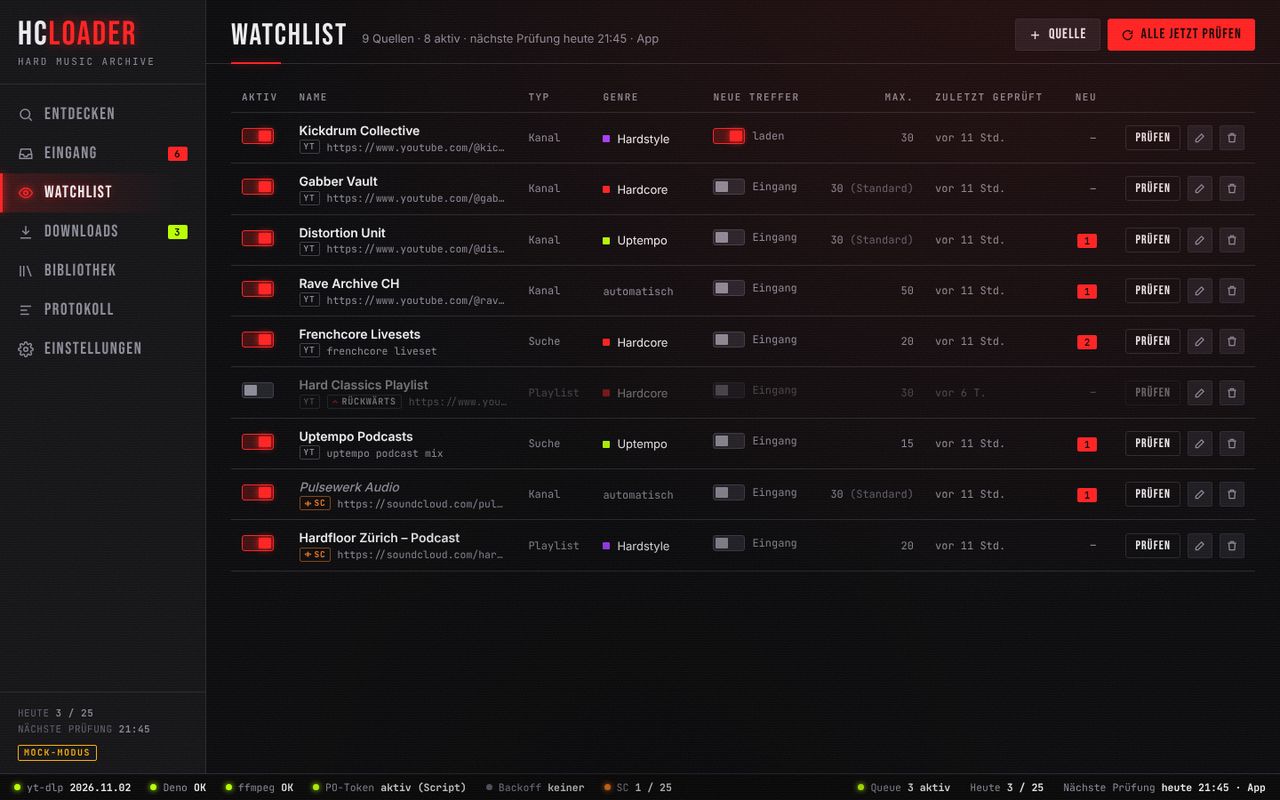 HCLOADER
HARD MUSIC ARCHIVE
ENTDECKEN
EINGANG 6
WATCHLIST
DOWNLOADS 3
BIBLIOTHEK
PROTOKOLL
EINSTELLUNGEN
HEUTE 3 / 25
NÄCHSTE PRÜFUNG 21:45
MOCK-MODUS
WATCHLIST 9 Quellen · 8 aktiv · nächste Prüfung heute 21:45 · App
+ QUELLE ALLE JETZT PRÜFEN
AKTIV NAME TYP GENRE NEUE TREFFER MAX. ZULETZT GEPRÜFT NEU
Kickdrum Collective
YT https://www.youtube.com/@kic… Kanal Hardstyle laden 30 vor 11 Std. – PRÜFEN
Gabber Vault
YT https://www.youtube.com/@gab… Kanal Hardcore Eingang 30 (Standard) vor 11 Std. – PRÜFEN
Distortion Unit
YT https://www.youtube.com/@dis… Kanal Uptempo Eingang 30 (Standard) vor 11 Std. 1 PRÜFEN
Rave Archive CH
YT https://www.youtube.com/@rav… Kanal automatisch Eingang 50 vor 11 Std. 1 PRÜFEN
Frenchcore Livesets
YT frenchcore liveset Suche Hardcore Eingang 20 vor 11 Std. 2 PRÜFEN
Hard Classics Playlist
YT RÜCKWÄRTS https://www.you… Playlist Hardcore Eingang 30 vor 6 T. – PRÜFEN
Uptempo Podcasts
YT uptempo podcast mix Suche Uptempo Eingang 15 vor 11 Std. 1 PRÜFEN
Pulsewerk Audio
SC https://soundcloud.com/pul… Kanal automatisch Eingang 30 (Standard) vor 11 Std. 1 PRÜFEN
Hardfloor Zürich – Podcast
SC https://soundcloud.com/har… Playlist Hardstyle Eingang 20 vor 11 Std. – PRÜFEN
yt-dlp 2026.11.02 Deno OK ffmpeg OK PO-Token aktiv (Script) Backoff keiner SC 1 / 25 Queue 3 aktiv Heute 3 / 25 Nächste Prüfung heute 21:45 · App